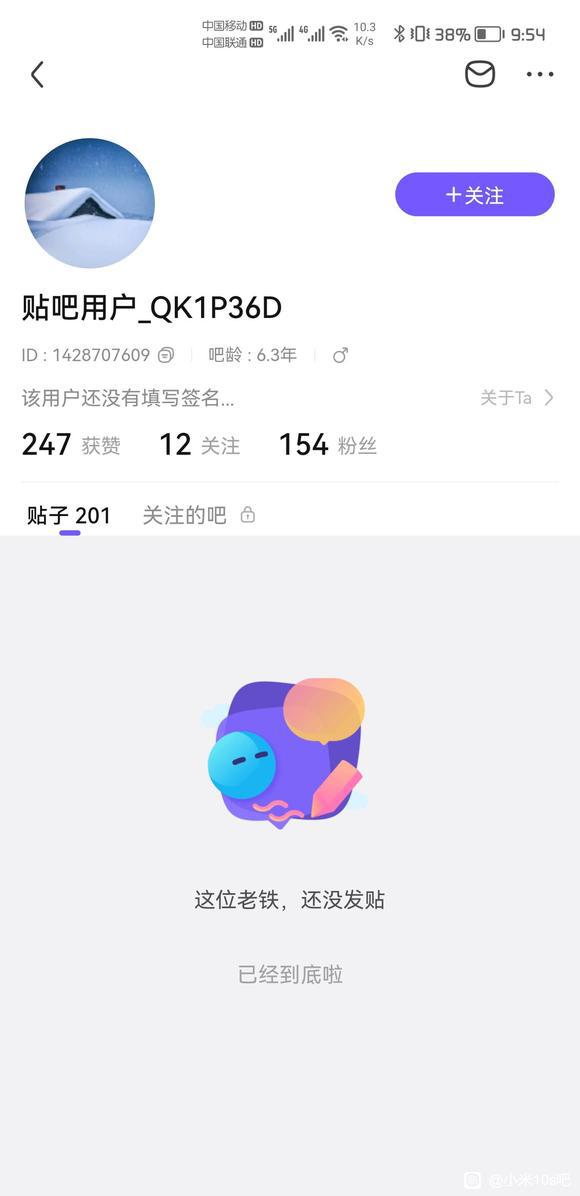 中国移动 HD 5G 4G 10.3 38% 9:54
中国联通 HD K/s
+关注
贴吧用户_QK1P36D
ID : 1428707609 吧龄 : 6.3年
该用户还没有填写签名... 关于Ta
247 获赞 12 关注 154 粉丝
贴子 201 关注的吧
这位老铁，还没发贴
已经到底啦
@小米10s吧